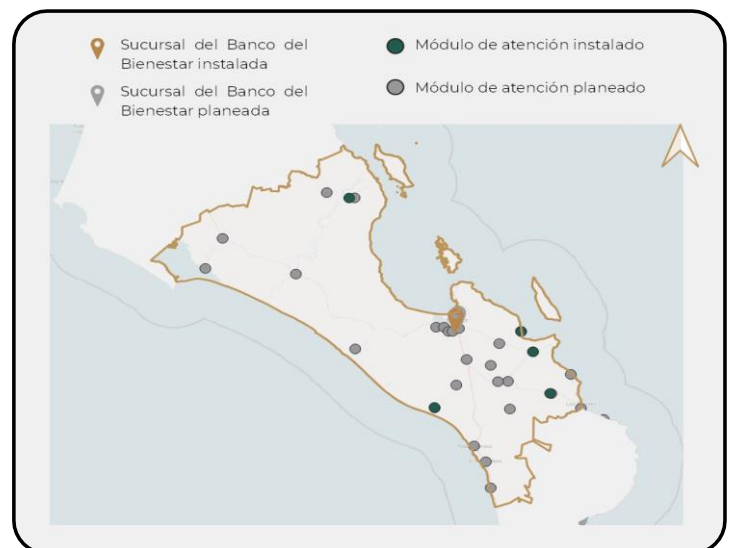 Sucursal del Banco del
Bienestar instalada
Sucursal del Banco del
Bienestar planeada
Módulo de atención instalado
Módulo de atención planeado